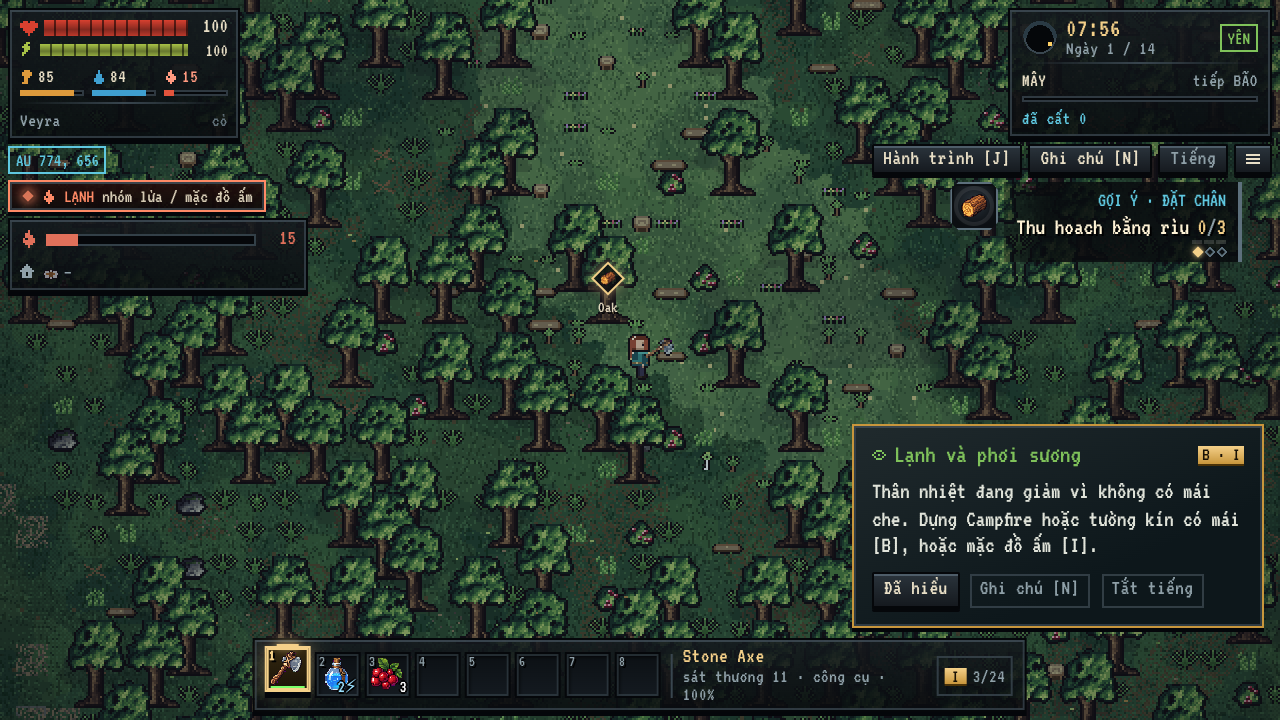 100
100
85 84 15
Veyra cỏ
AU 774, 656
LẠNH nhóm lửa / mặc đồ ấm
15
–
07:56
Ngày 1 / 14
YÊN
MÂY tiếp BÃO
đã cất 0
Hành trình [J] Ghi chú [N] Tiếng
GỢI Ý · ĐẶT CHÂN
Thu hoạch bằng rìu 0/3
Oak
Lạnh và phơi sương B · I
Thân nhiệt đang giảm vì không có mái
che. Dựng Campfire hoặc tường kín có mái
[B], hoặc mặc đồ ấm [I].
Đã hiểu Ghi chú [N] Tắt tiếng
1 2 3 4 5 6 7 8
2 3
Stone Axe
sát thương 11 · công cụ ·
100%
I 3/24